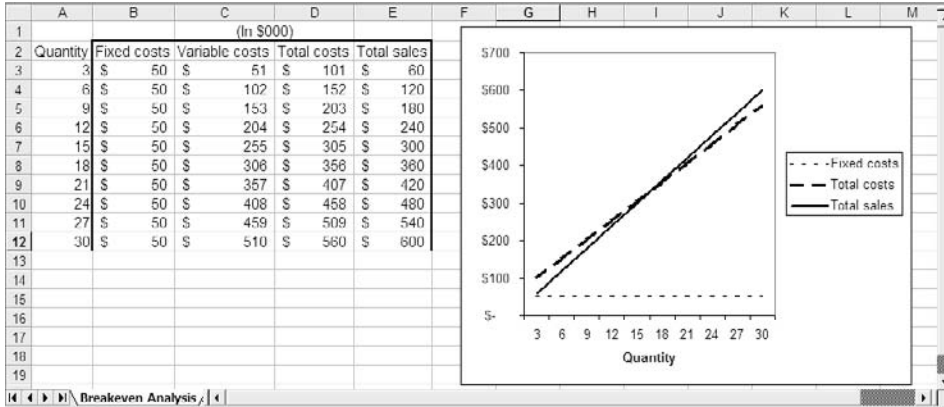 A B C D E F G H I J K L M
1 (In $000)
2 Quantity Fixed costs Variable costs Total costs Total sales
3 3 $ 50 $ 51 $ 101 $ 60
4 6 $ 50 $ 102 $ 152 $ 120
5 9 $ 50 $ 153 $ 203 $ 180
6 12 $ 50 $ 204 $ 254 $ 240
7 15 $ 50 $ 255 $ 305 $ 300
8 18 $ 50 $ 306 $ 356 $ 360
9 21 $ 50 $ 357 $ 407 $ 420
10 24 $ 50 $ 408 $ 458 $ 480
11 27 $ 50 $ 459 $ 509 $ 540
12 30 $ 50 $ 510 $ 560 $ 600
13
14
15
16
17
18
19
$700
$600
$500
$400
$300
$200
$100
$-
3 6 9 12 15 18 21 24 27 30
Quantity
Fixed costs
Total costs
Total sales
Breakeven Analysis